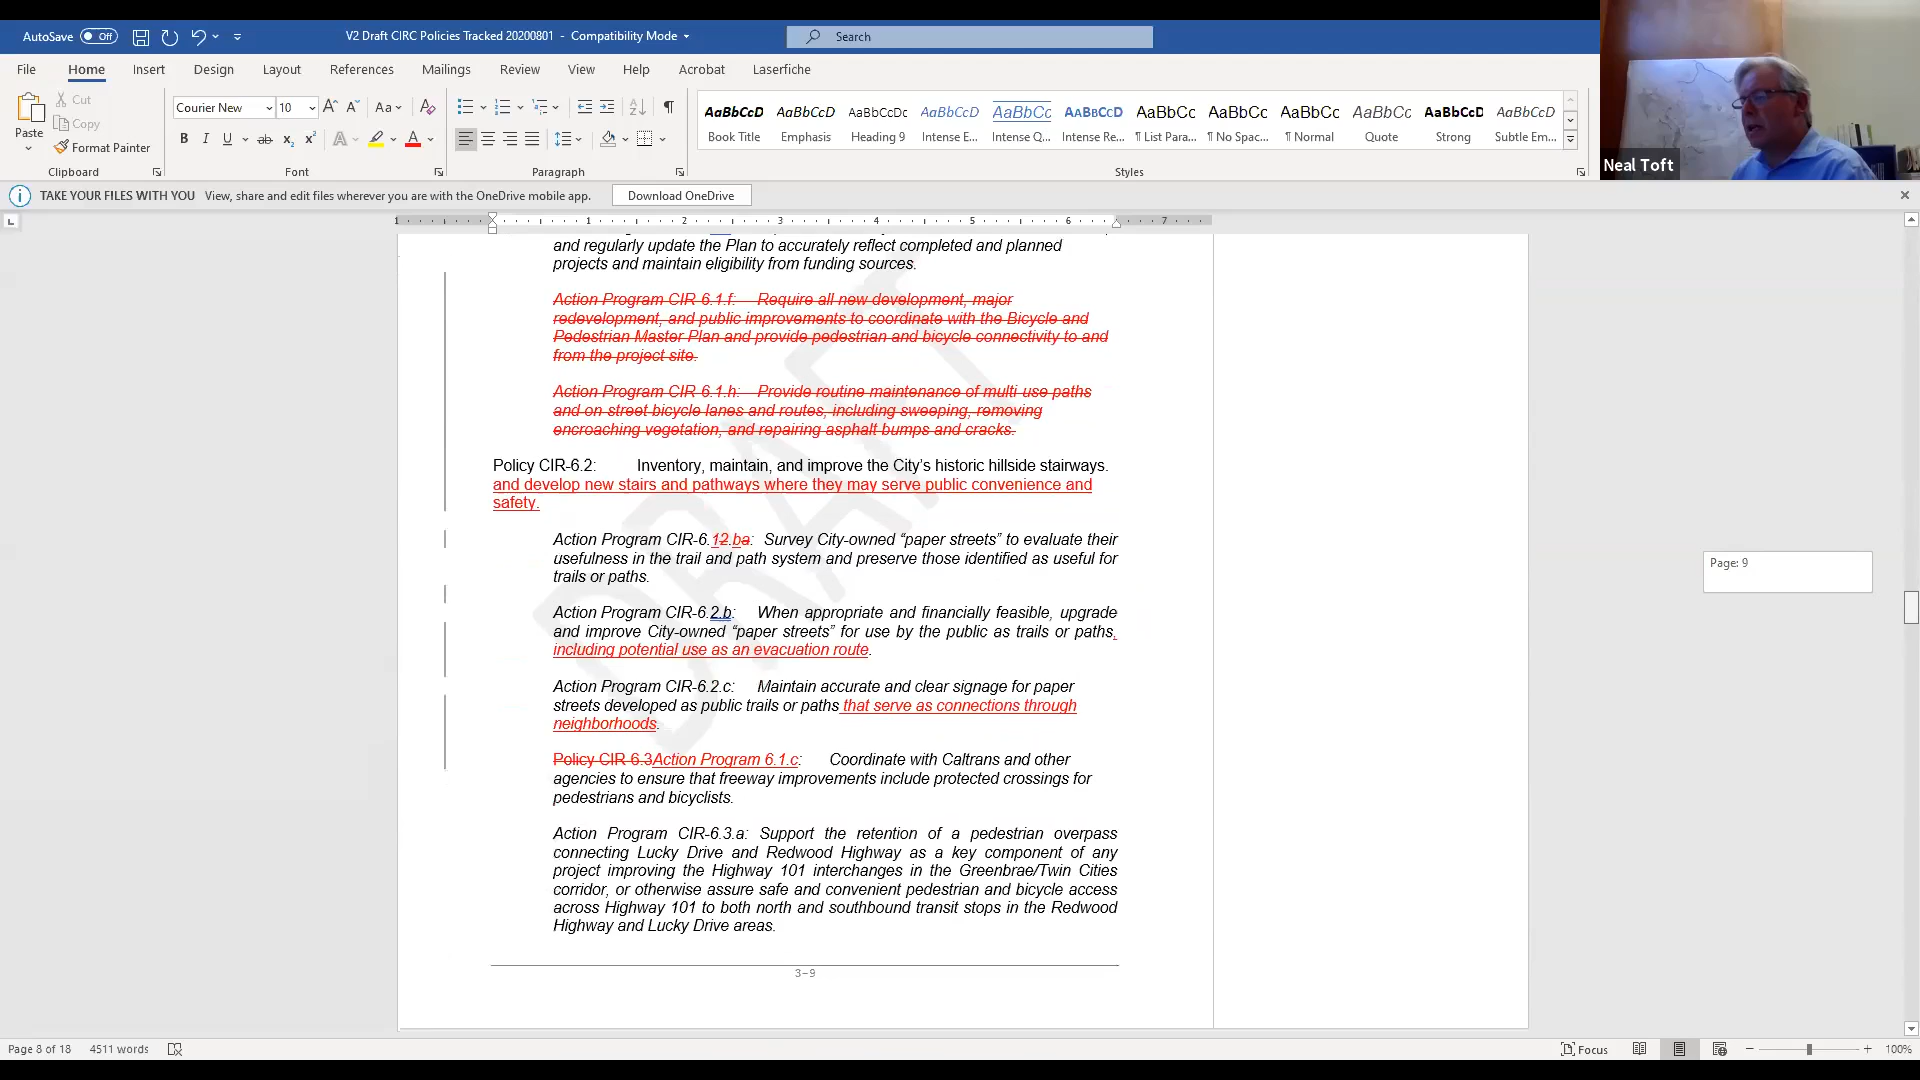 AutoSave Off V2 Draft CIRC Policies Tracked 20200801 - Compatibility Mode Search
File Home Insert Design Layout References Mailings Review View Help Acrobat Laserfiche
Paste Cut Copy Format Painter
Courier New 10
AaBbCcD AaBbCcD AaBbCcDc AaBbCcD AaBbCc AaBbCcD AaBbCc AaBbCc AaBbCc AaBbCc AaBbCcD AaBbCcD
Book Title Emphasis Heading 9 Intense E... Intense Q... Intense Re... ¶ List Para... ¶ No Spac... ¶ Normal Quote Strong Subtle Em...
Clipboard Font Paragraph Styles
Neal Toft
TAKE YOUR FILES WITH YOU View, share and edit files wherever you are with the OneDrive mobile app. Download OneDrive
1 1 2 3 4 5 6 7
and regularly update the Plan to accurately reflect completed and planned
projects and maintain eligibility from funding sources.
Action Program CIR-6.1.f: Require all new development, major
redevelopment, and public improvements to coordinate with the Bicycle and
Pedestrian Master Plan and provide pedestrian and bicycle connectivity to and
from the project site.
Action Program CIR-6.1.h: Provide routine maintenance of multi-use paths
and on-street bicycle lanes and routes, including sweeping, removing
encroaching vegetation, and repairing asphalt bumps and cracks.
Policy CIR-6.2: Inventory, maintain, and improve the City's historic hillside stairways.
and develop new stairs and pathways where they may serve public convenience and
safety.
Action Program CIR-6.12.ba: Survey City-owned “paper streets” to evaluate their
usefulness in the trail and path system and preserve those identified as useful for
trails or paths.
Action Program CIR-6.2.b: When appropriate and financially feasible, upgrade
and improve City-owned “paper streets” for use by the public as trails or paths,
including potential use as an evacuation route.
Action Program CIR-6.2.c: Maintain accurate and clear signage for paper
streets developed as public trails or paths that serve as connections through
neighborhoods.
Policy CIR-6.3Action Program 6.1.c: Coordinate with Caltrans and other
agencies to ensure that freeway improvements include protected crossings for
pedestrians and bicyclists.
Action Program CIR-6.3.a: Support the retention of a pedestrian overpass
connecting Lucky Drive and Redwood Highway as a key component of any
project improving the Highway 101 interchanges in the Greenbrae/Twin Cities
corridor, or otherwise assure safe and convenient pedestrian and bicycle access
across Highway 101 to both north and southbound transit stops in the Redwood
Highway and Lucky Drive areas.
3-9
DRAFT
Page: 9
Page 8 of 18 4511 words Focus 100%